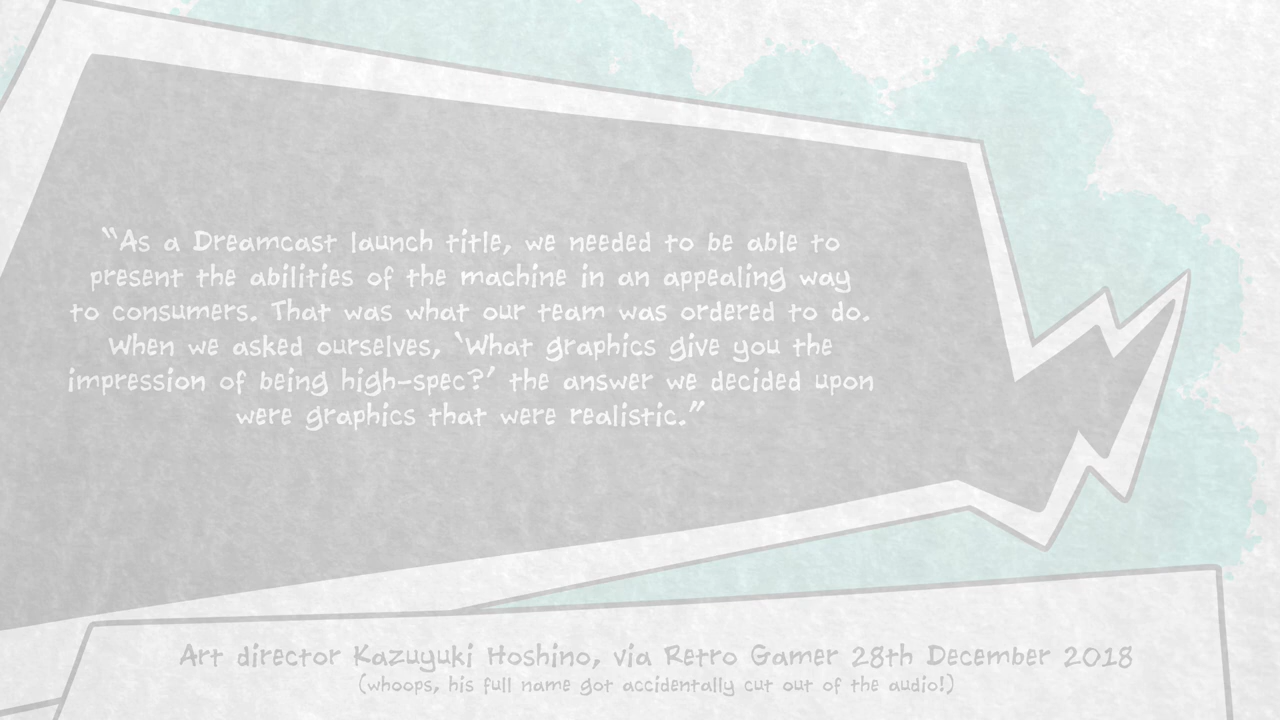 “As a Dreamcast launch title, we needed to be able to
present the abilities of the machine in an appealing way
to consumers. That was what our team was ordered to do.
When we asked ourselves, ‘What graphics give you the
impression of being high-spec?’ the answer we decided upon
were graphics that were realistic.”
Art director Kazuyuki Hoshino, via Retro Gamer 28th December 2018
(whoops, his full name got accidentally cut out of the audio!)